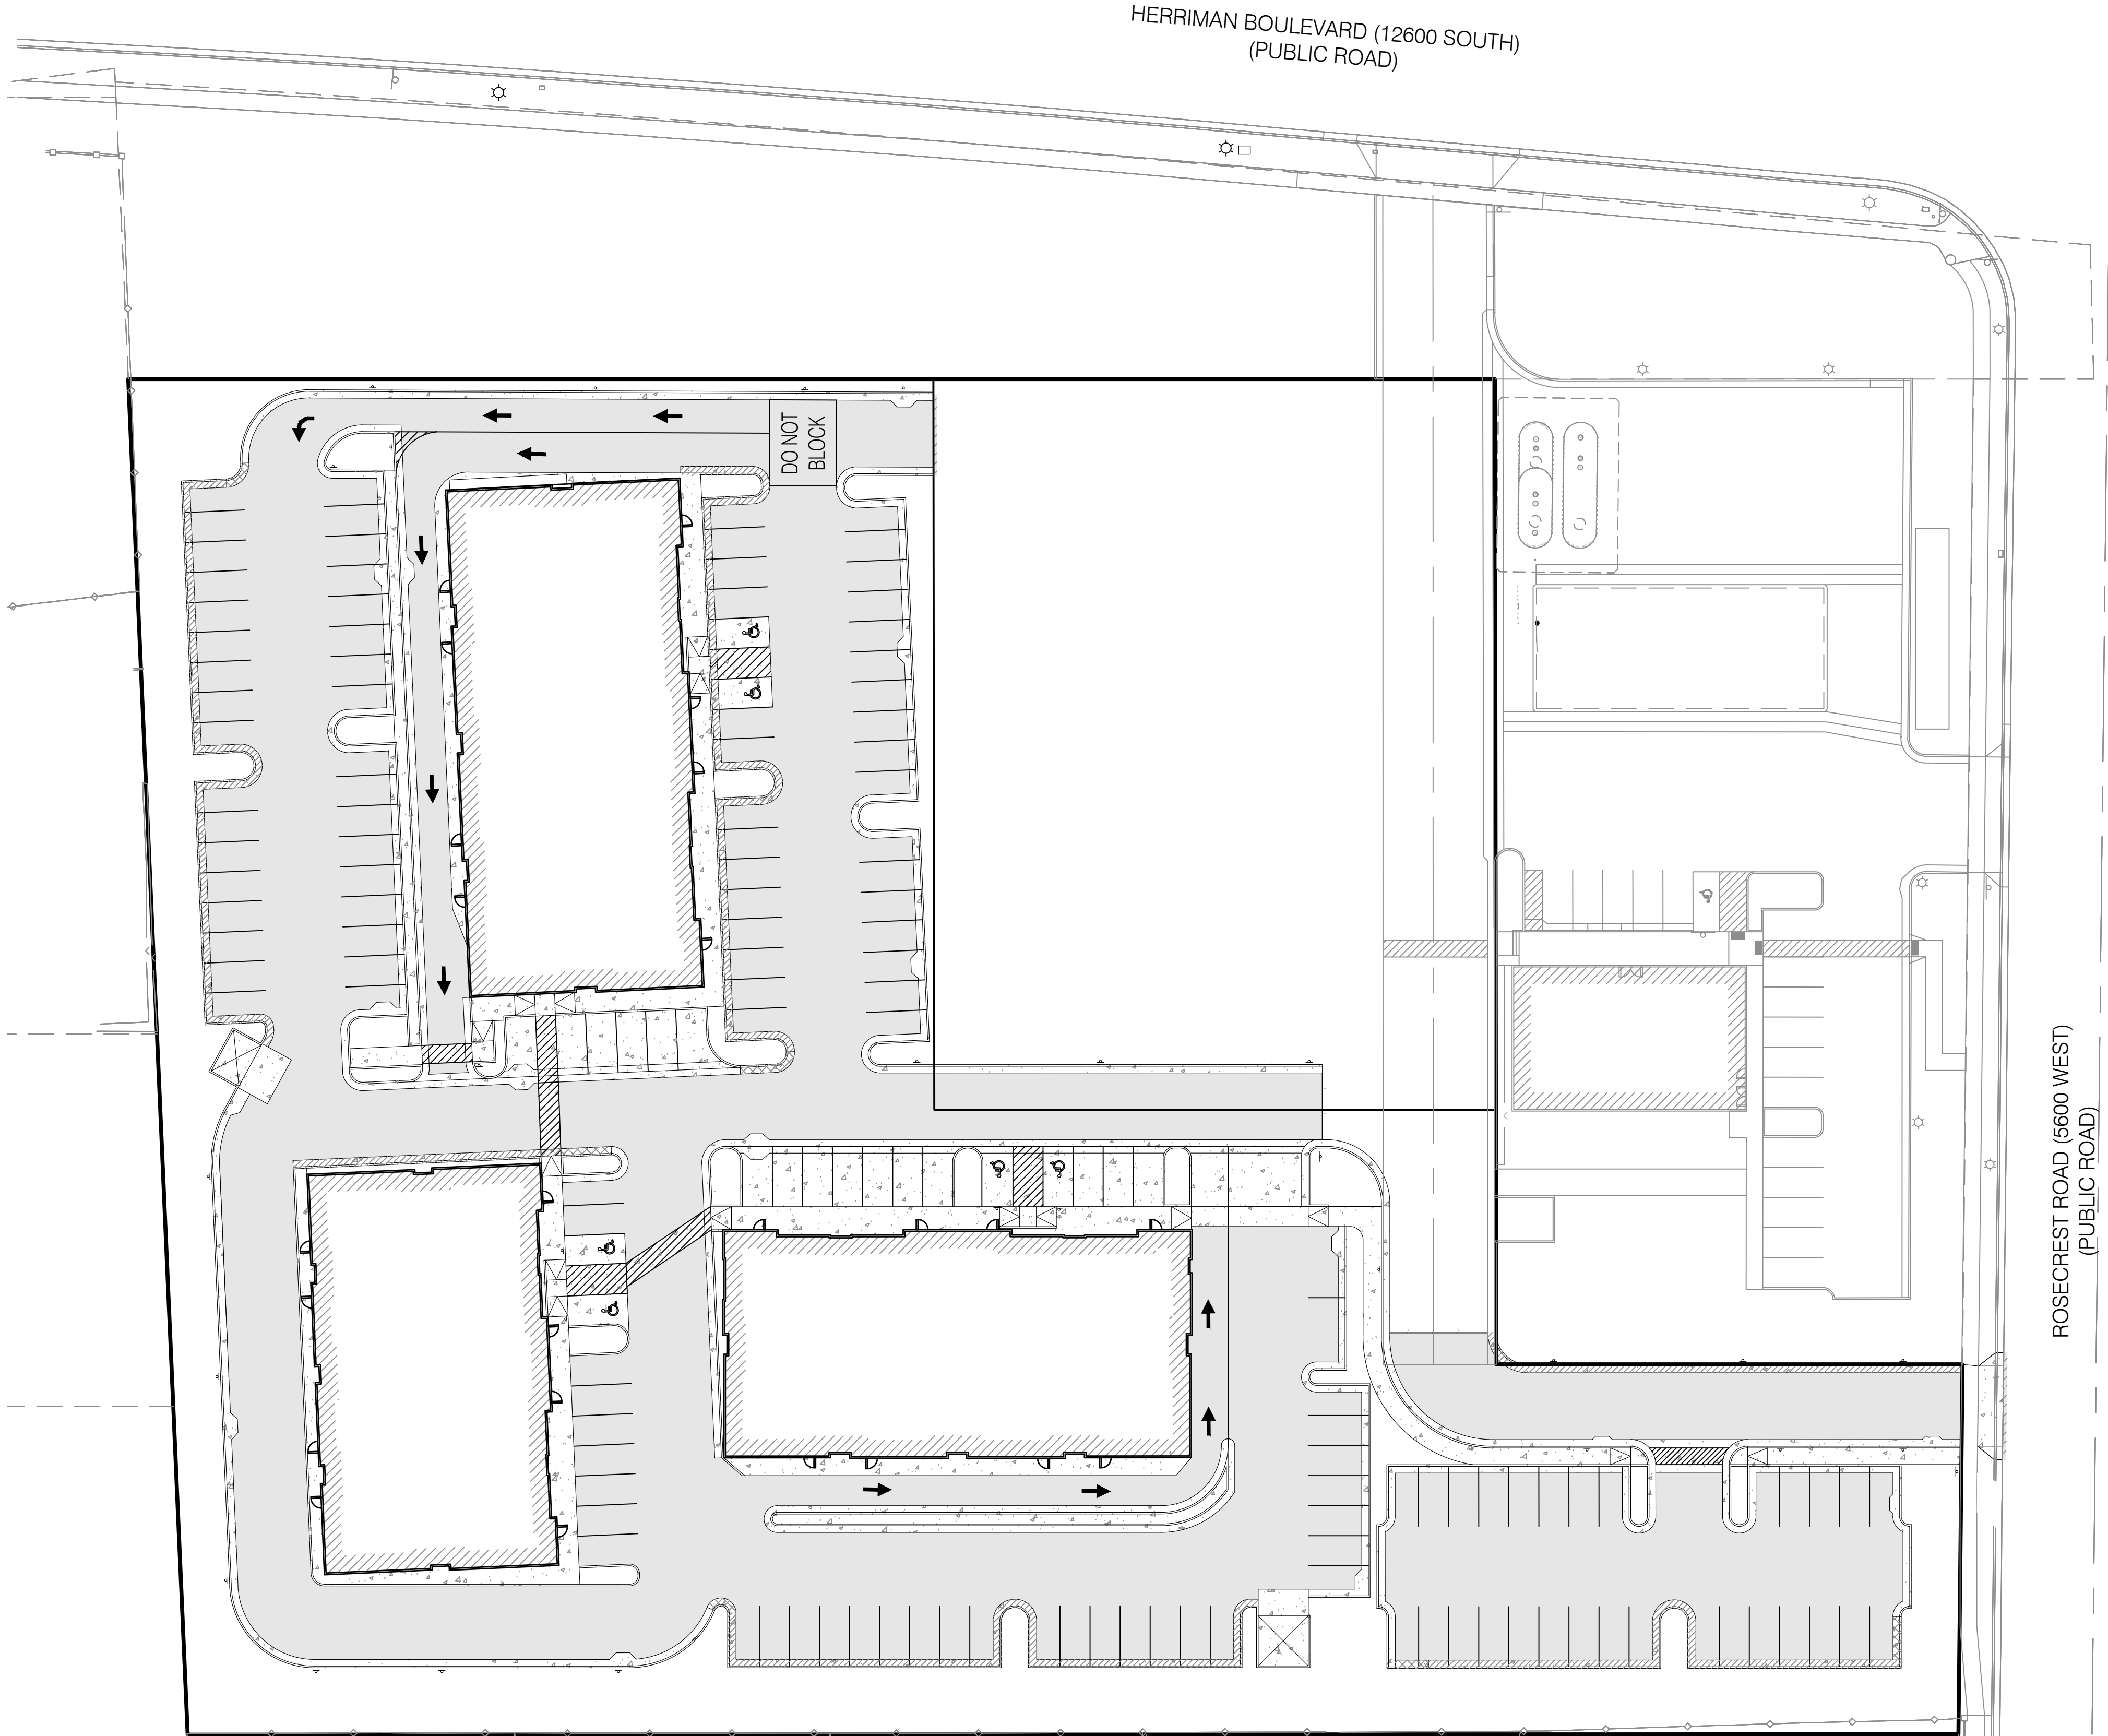 HERRIMAN BOULEVARD (12600 SOUTH)
(PUBLIC ROAD)
DO NOT
BLOCK
ROSECREST ROAD (5600 WEST)
(PUBLIC ROAD)